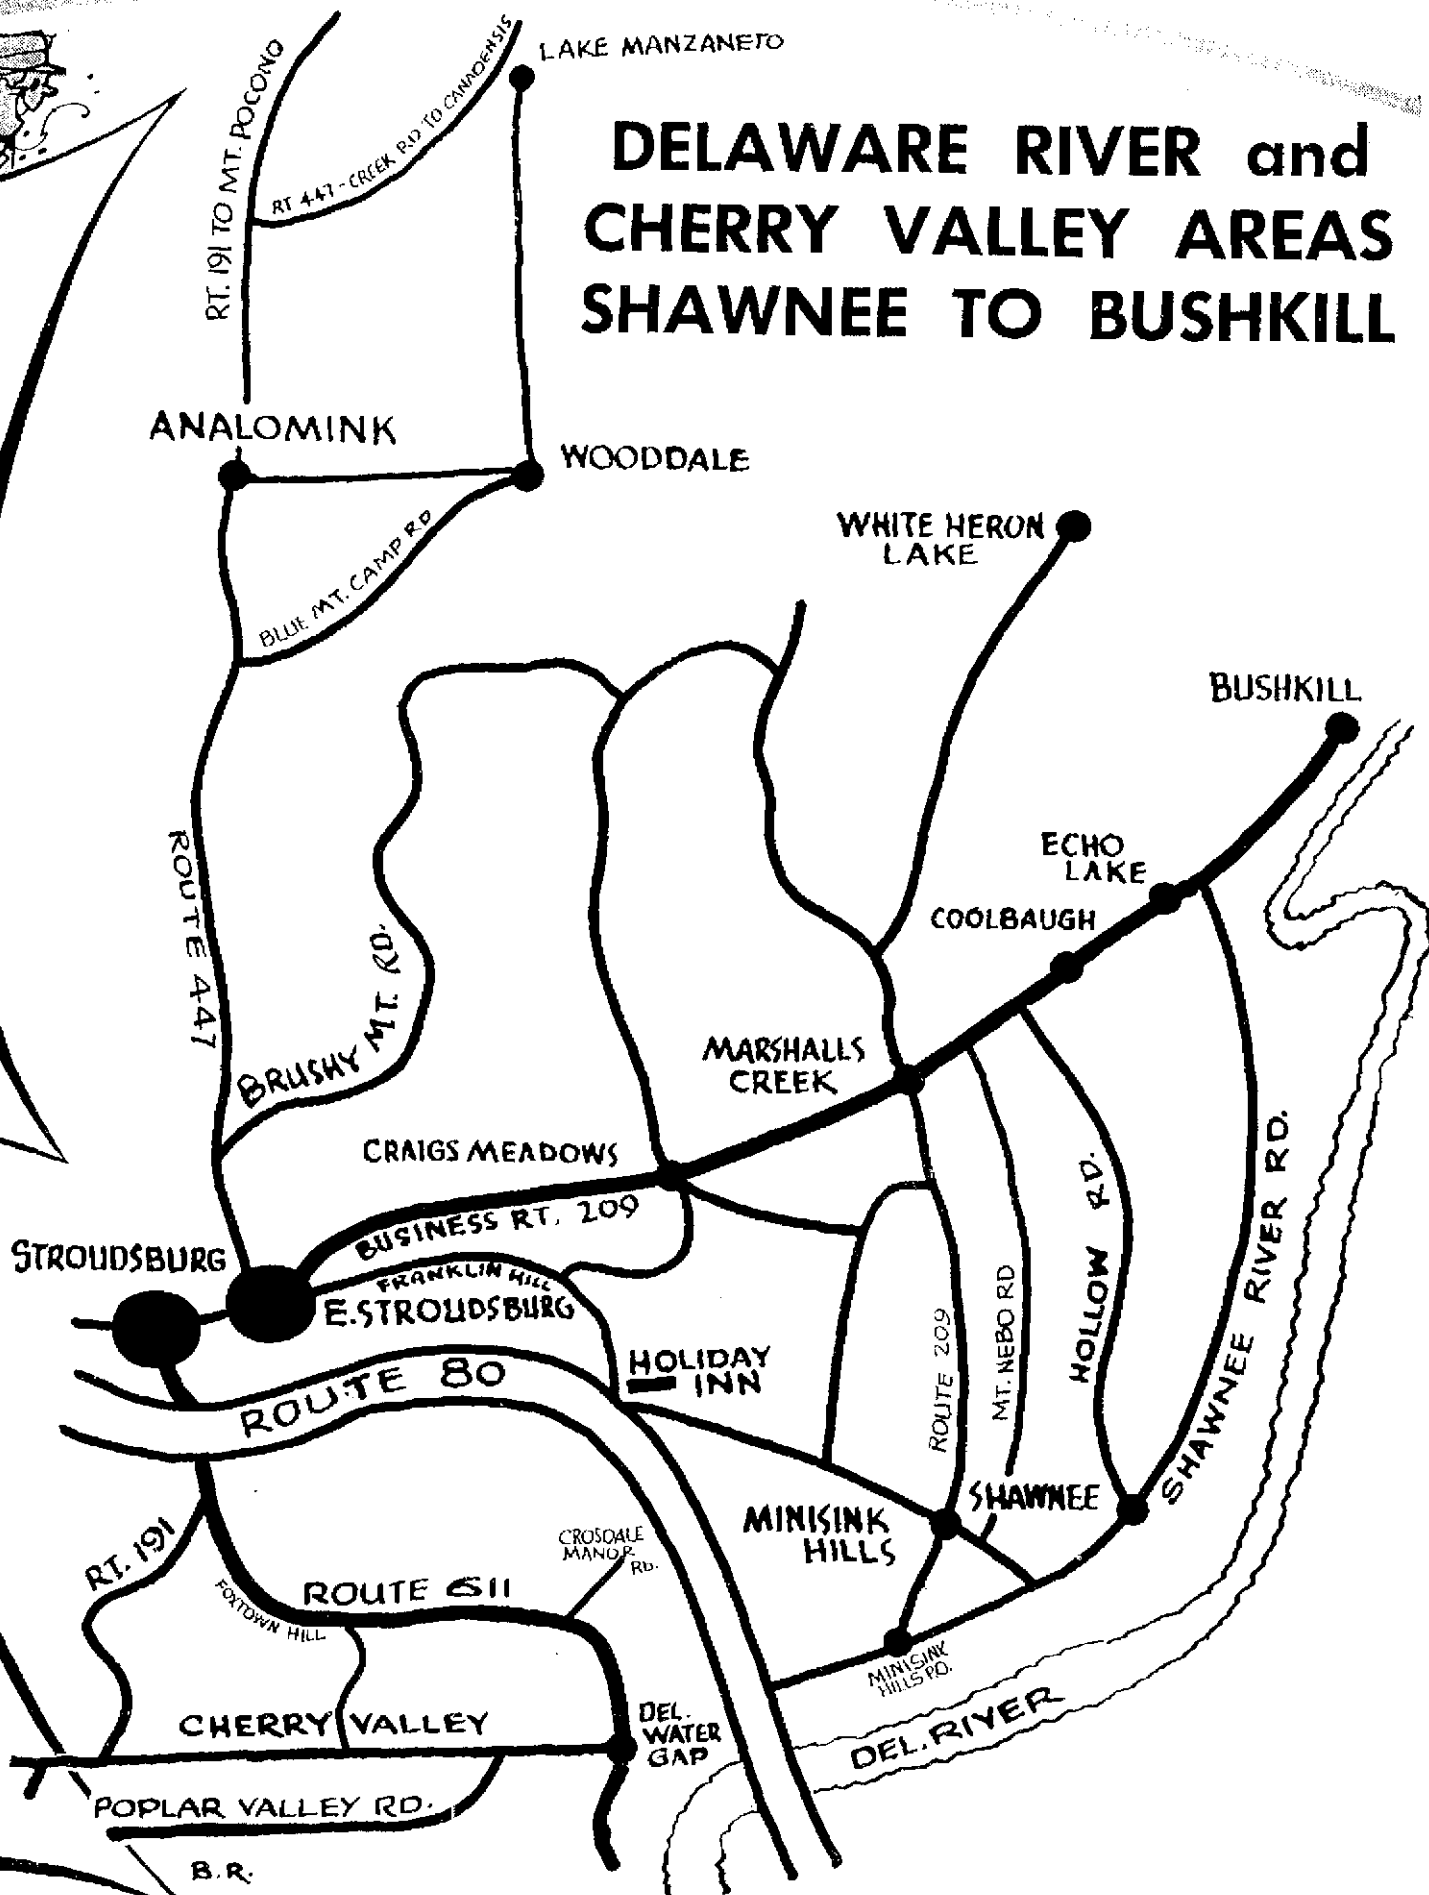 LAKE MANZANETO
RT. 191 TO MT. POCONO
RT 447 - CREEK RD TO CANADENSIS
DELAWARE RIVER and
CHERRY VALLEY AREAS
SHAWNEE TO BUSHKILL
ANALOMINK
WOODDALE
BLUE MT. CAMP RD
WHITE HERON
LAKE
BUSHKILL
ECHO
LAKE
COOLBAUGH
ROUTE 447
BRUSHY MT. RD.
MARSHALLS
CREEK
CRAIGS MEADOWS
BUSINESS RT. 209
STROUDSBURG
FRANKLIN HILL
E. STROUDSBURG
HOLLOW RD.
SHAWNEE RIVER RD.
ROUTE 209
MT. NEBO RD
HOLIDAY
INN
ROUTE 80
SHAWNEE
MINISINK
HILLS
CROSDALE
MANOR
RD.
RT. 191
FOXTOWN HILL
ROUTE 611
MINISINK
HILLS P.O.
DEL. RIVER
CHERRY VALLEY
DEL.
WATER
GAP
POPLAR VALLEY RD.
B.R.